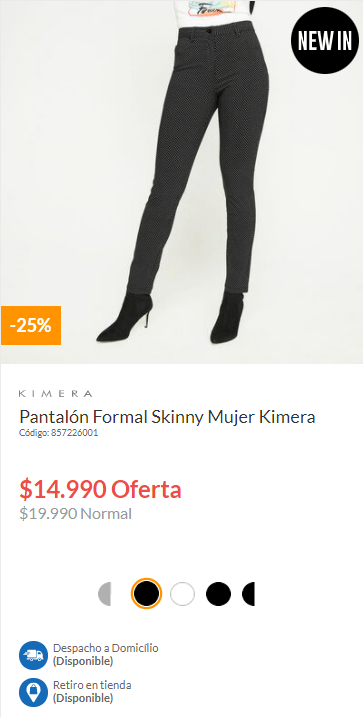 NEW IN
-25%
KIMERA
Pantalón Formal Skinny Mujer Kimera
Código: 857226001
$14.990 Oferta
$19.990 Normal
Despacho a Domicilio
(Disponible)
Retiro en tienda
(Disponible)